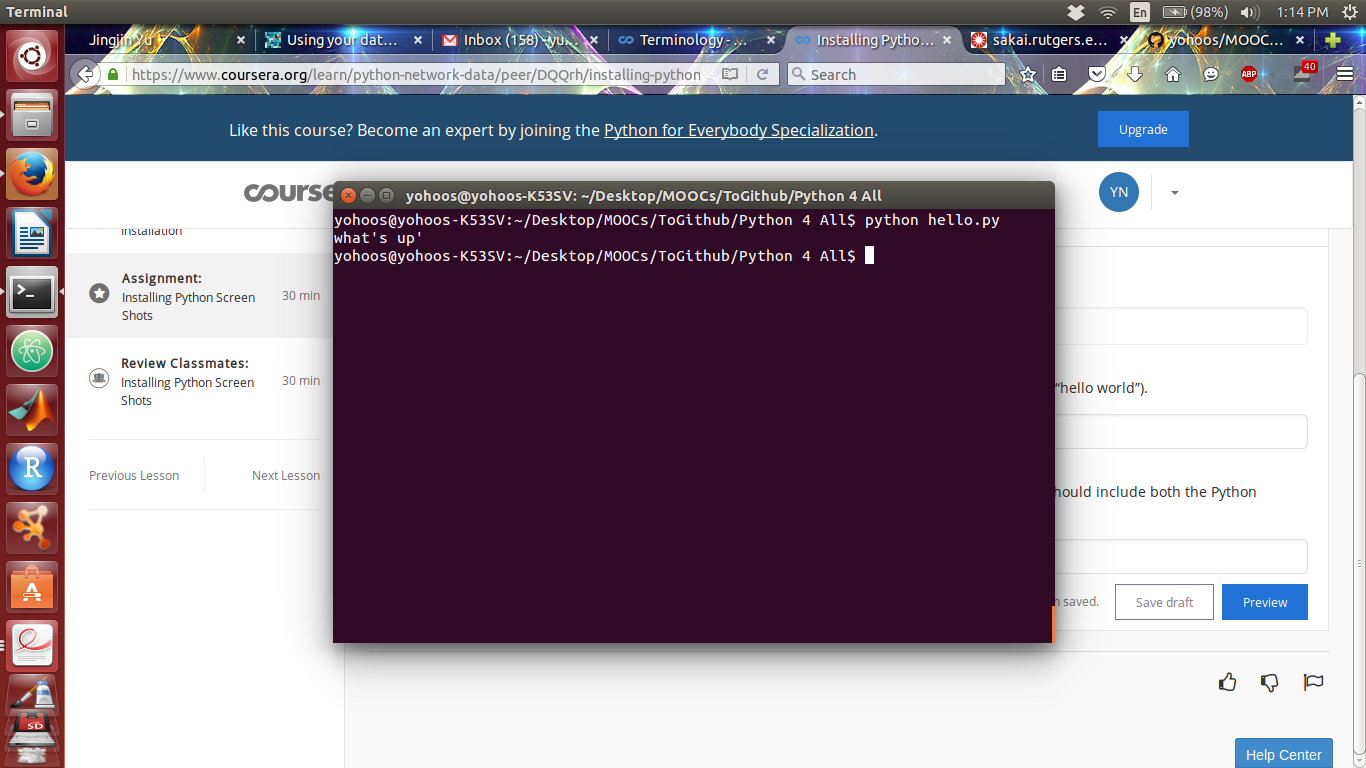 Terminal
En
(98%)
1:14 PM
Jingjin Yu
Using your dat...
Inbox (158) - yu...
Terminology - ...
Installing Pytho...
sakai.rutgers.e...
yohoos/MOOC...
https://www.coursera.org/learn/python-network-data/peer/DQQrh/installing-python
Search
ABP
40
Like this course? Become an expert by joining the Python for Everybody Specialization.
Upgrade
course
YN
yohoos@yohoos-K53SV: ~/Desktop/MOOCs/ToGithub/Python 4 All
yohoos@yohoos-K53SV:~/Desktop/MOOCs/ToGithub/Python 4 All$ python hello.py
what's up'
yohoos@yohoos-K53SV:~/Desktop/MOOCs/ToGithub/Python 4 All$
Installation
Assignment:
Installing Python Screen
Shots
30 min
Review Classmates:
Installing Python Screen
Shots
30 min
Previous Lesson
Next Lesson
"hello world").
hould include both the Python
n saved.
Save draft
Preview
R
A
SD
Help Center